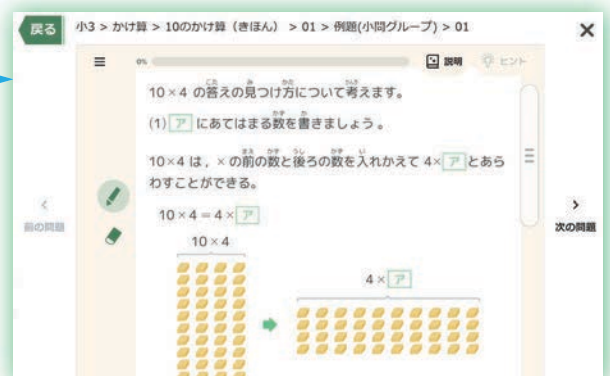 戻る
小3 > かけ算 > 10のかけ算（きほん） > 01 > 例題(小問グループ) > 01
0%
説明
ヒント
10×4 の答えの見つけ方について考えます。
(1) ア にあてはまる数を書きましょう。
10×4 は，× の前の数と後ろの数を入れかえて 4× ア とあら
わすことができる。
前の問題
次の問題
10×4＝4× ア
10×4
4× ア